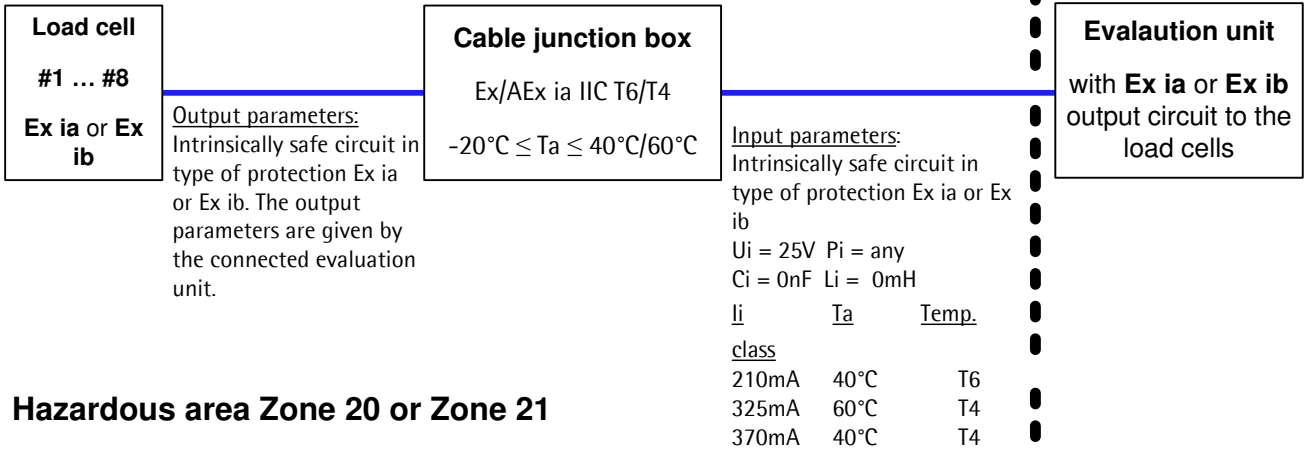 Load cell
#1 … #8
Ex ia or Ex
ib
Output parameters:
Intrinsically safe circuit in
type of protection Ex ia
or Ex ib. The output
parameters are given by
the connected evaluation
unit.
Cable junction box
Ex/AEx ia IIC T6/T4
-20°C ≤ Ta ≤ 40°C/60°C
Input parameters:
Intrinsically safe circuit in
type of protection Ex ia or Ex
ib
Ui = 25V Pi = any
Ci = 0nF Li = 0mH
Ii Ta Temp.
class
210mA 40°C T6
325mA 60°C T4
370mA 40°C T4
Evalaution unit
with Ex ia or Ex ib
output circuit to the
load cells
Hazardous area Zone 20 or Zone 21